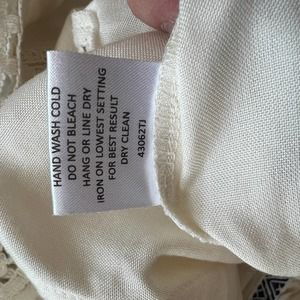 HAND WASH COLD
DO NOT BLEACH
HANG OR LINE DRY
IRON ON LOWEST SETTING
FOR BEST RESULT
DRY CLEAN
43062TJ